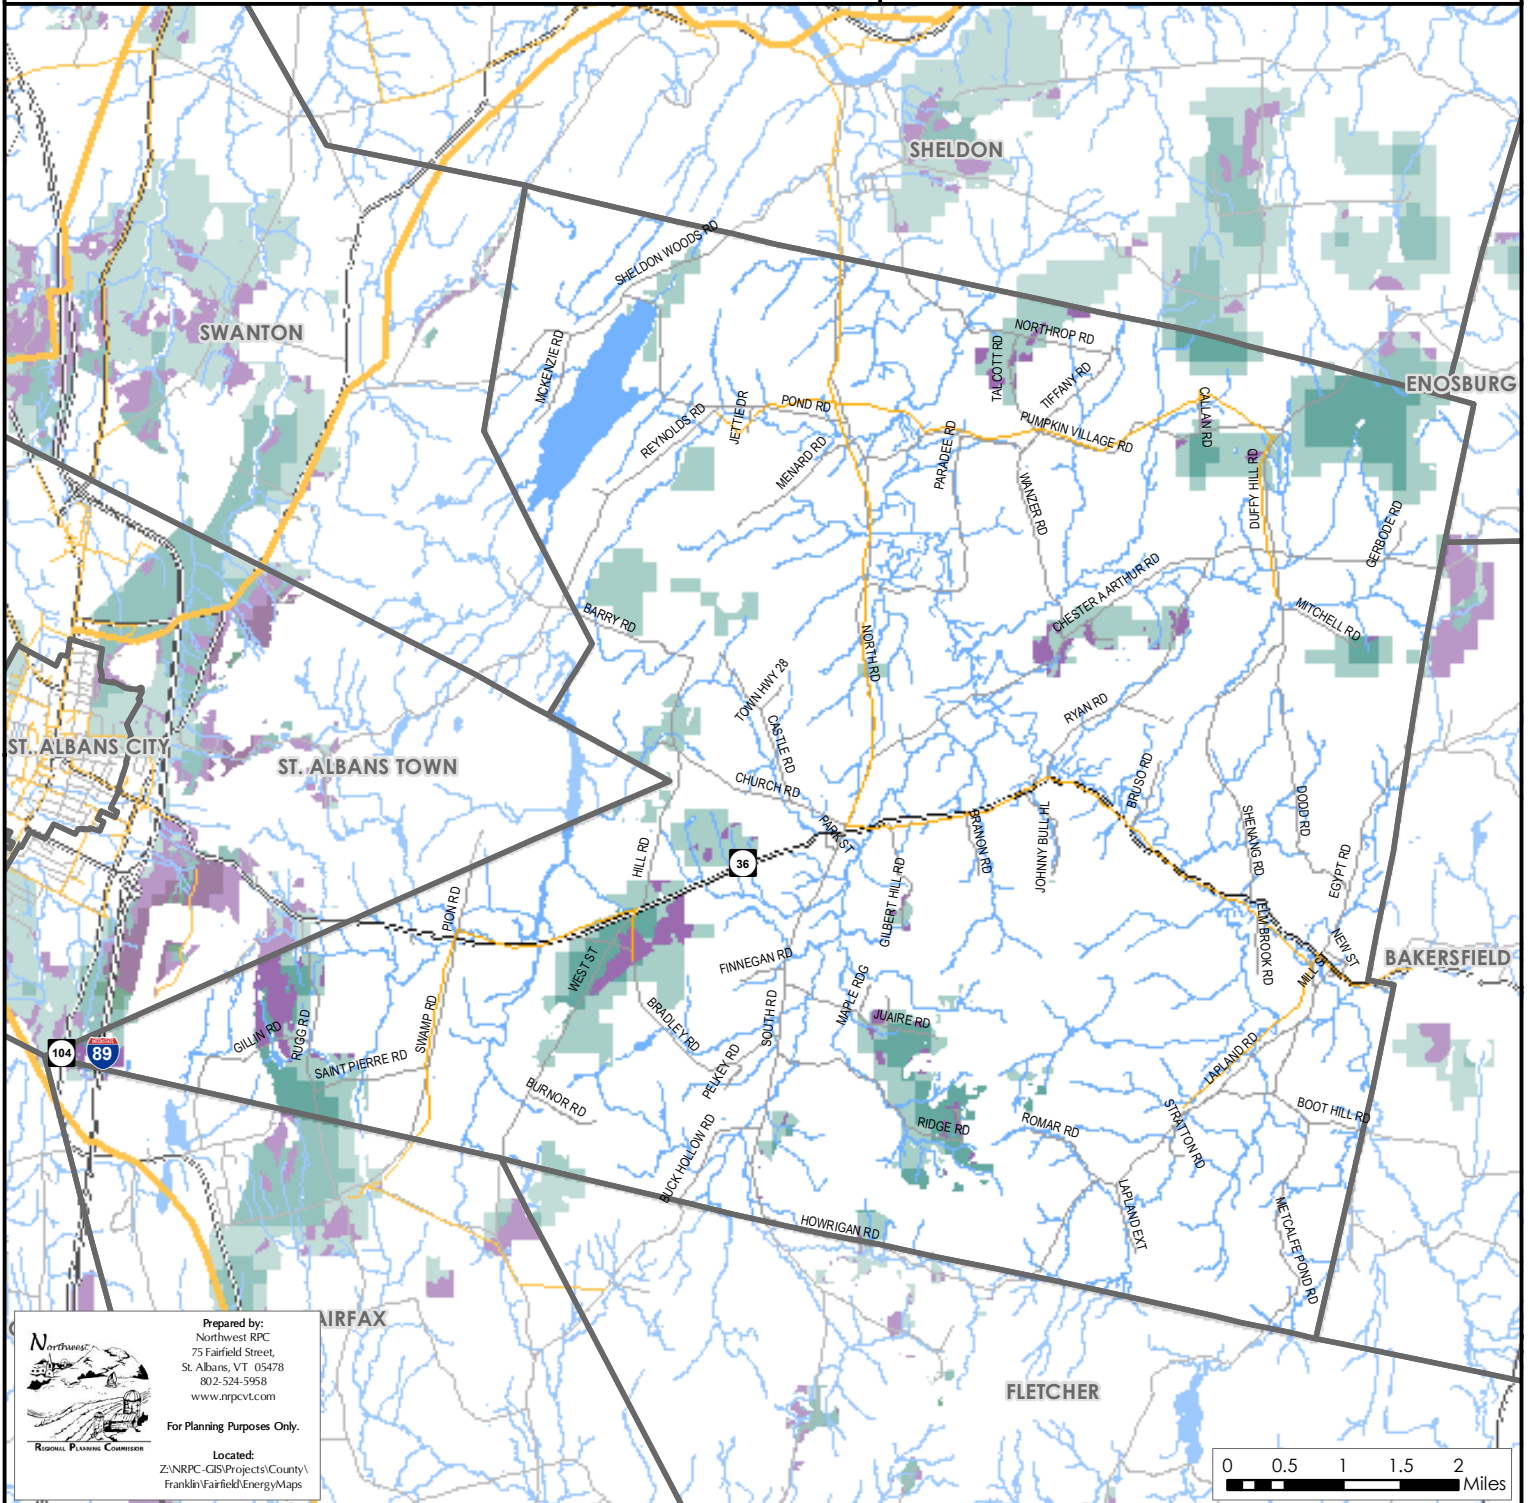 SHELDON
SHELDON WOODS RD
SWANTON
MCKENZIE RD
NORTHROP RD
TALCOTT RD
TIFFANY RD
ENOSBURG
JETTIE DR
POND RD
REYNOLDS RD
MENARD RD
PARADEE RD
PUMPKIN VILLAGE RD
CALLAN RD
WANZER RD
DUFFY HILL RD
GERBODE RD
CHESTER A ARTHUR RD
BARRY RD
MITCHELL RD
NORTH RD
TOWN HWY 28
CASTLE RD
RYAN RD
ST. ALBANS CITY
ST. ALBANS TOWN
CHURCH RD
BRUSO RD
DODD RD
SHENANG RD
PARK ST
BRANON RD
JOHNNY BULL HL
EGYPT RD
HILL RD
36
GILBERT HILL RD
PION RD
ELM BROOK RD
NEW ST
BAKERSFIELD
WEST ST
FINNEGAN RD
MILL S
SOUTH RD
MAPLE RDG
JUAIRE RD
BRADLEY RD
SWAMP RD
GILLIN RD
RUGG RD
104
INTERSTATE
89
SAINT PIERRE RD
PELKEY RD
LAPLAND RD
BURNOR RD
RIDGE RD
ROMAR RD
STRATTON RD
BOOT HILL RD
BUCK HOLLOW RD
LAPLAND EXT
HOWRIGAN RD
METCALFE POND RD
AIRFAX
FLETCHER
Northwest
REGIONAL PLANNING COMMISSION
Prepared by:
Northwest RPC
75 Fairfield Street,
St. Albans, VT 05478
802-524-5958
www.nrpcvt.com
For Planning Purposes Only.
Located:
Z:\NRPC-GIS\Projects\County\
Franklin\Fairfield\EnergyMaps
0 0.5 1 1.5 2
Miles